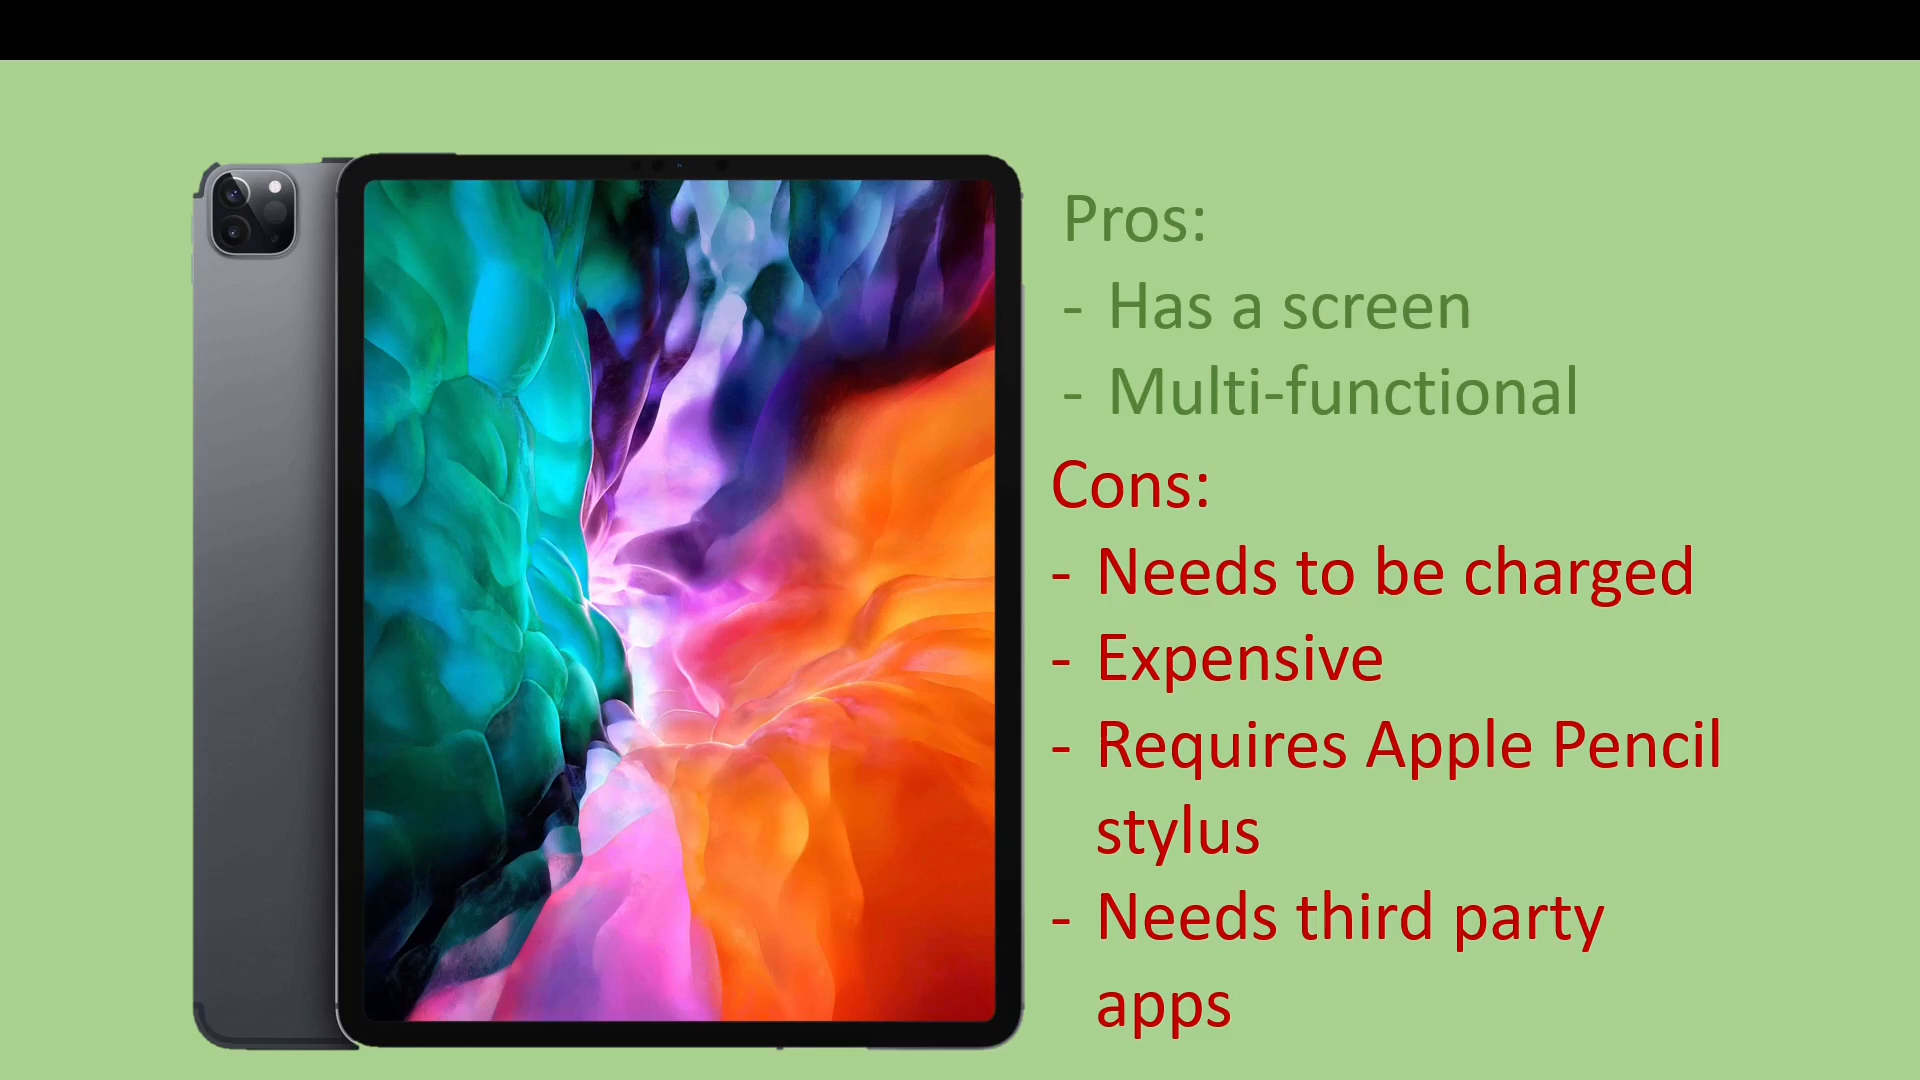 Pros:
- Has a screen
- Multi-functional
Cons:
- Needs to be charged
- Expensive
- Requires Apple Pencil
stylus
- Needs third party
apps